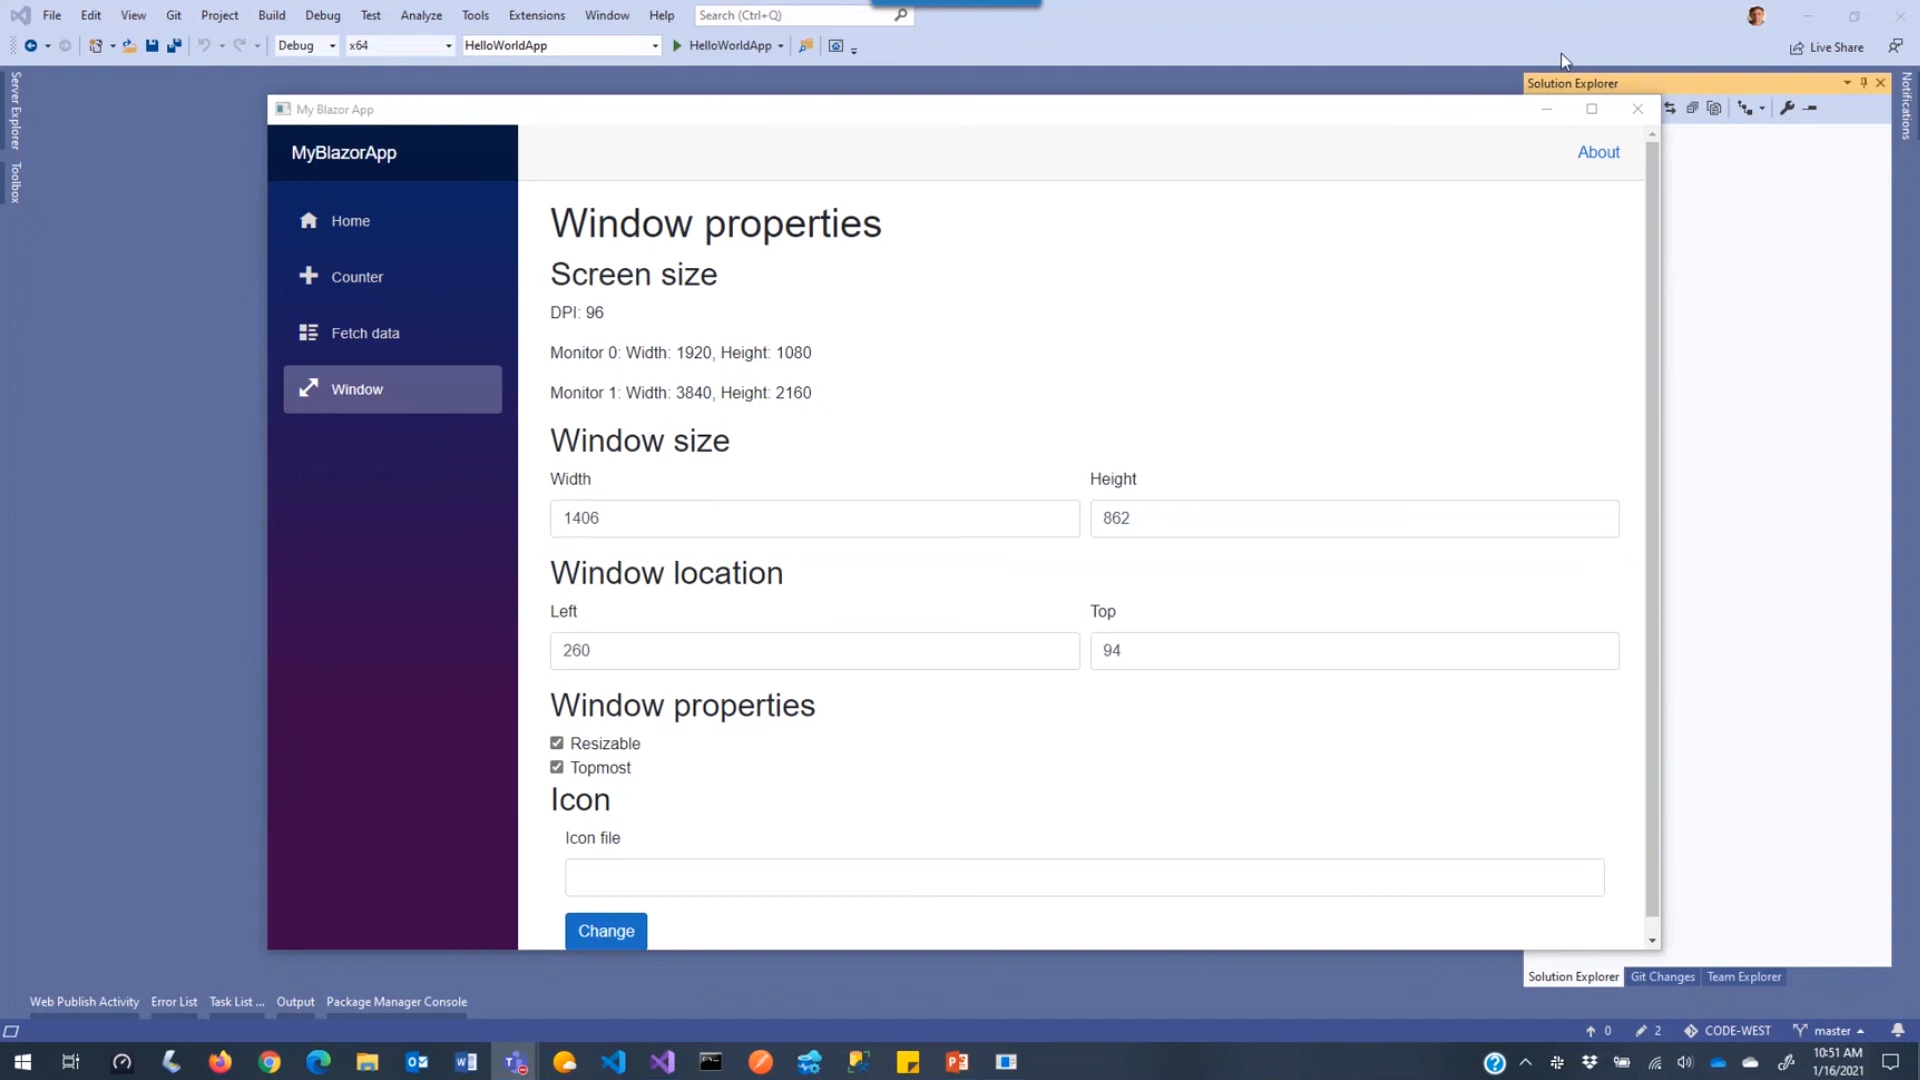 File Edit View Git Project Build Debug Test Analyze Tools Extensions Window Help Search (Ctrl+Q)
Debug x64 HelloWorldApp HelloWorldApp Live Share
Server Explorer
Toolbox
Solution Explorer
Notifications
My Blazor App
MyBlazorApp
About
Home
Counter
Fetch data
Window
Window properties
Screen size
DPI: 96
Monitor 0: Width: 1920, Height: 1080
Monitor 1: Width: 3840, Height: 2160
Window size
Width Height
1406 862
Window location
Left Top
260 94
Window properties
Resizable
Topmost
Icon
Icon file
Change
Solution Explorer Git Changes Team Explorer
Web Publish Activity Error List Task List ... Output Package Manager Console
0 2 CODE-WEST master
10:51 AM
1/16/2021